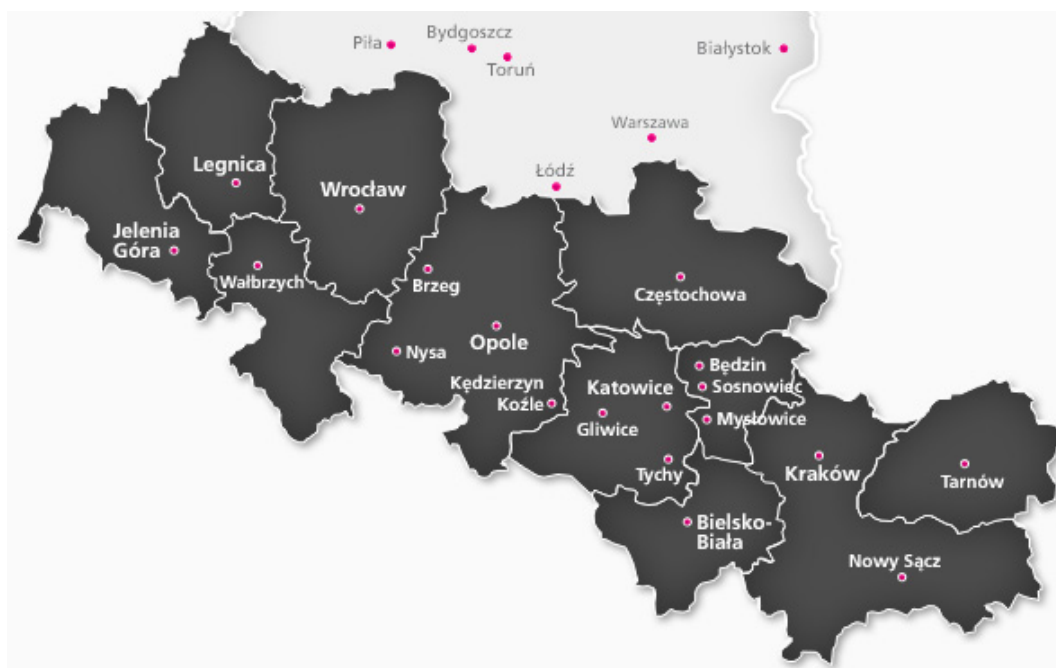 Piła
Bydgoszcz
Toruń
Białystok
Warszawa
Łódź
Legnica
Wrocław
Jelenia
Góra
Wałbrzych
Brzeg
Częstochowa
Opole
Nysa
Będzin
Kędzierzyn
Koźle
Katowice
Sosnowiec
Gliwice
Mysłowice
Tychy
Kraków
Tarnów
Bielsko-
Biała
Nowy Sącz